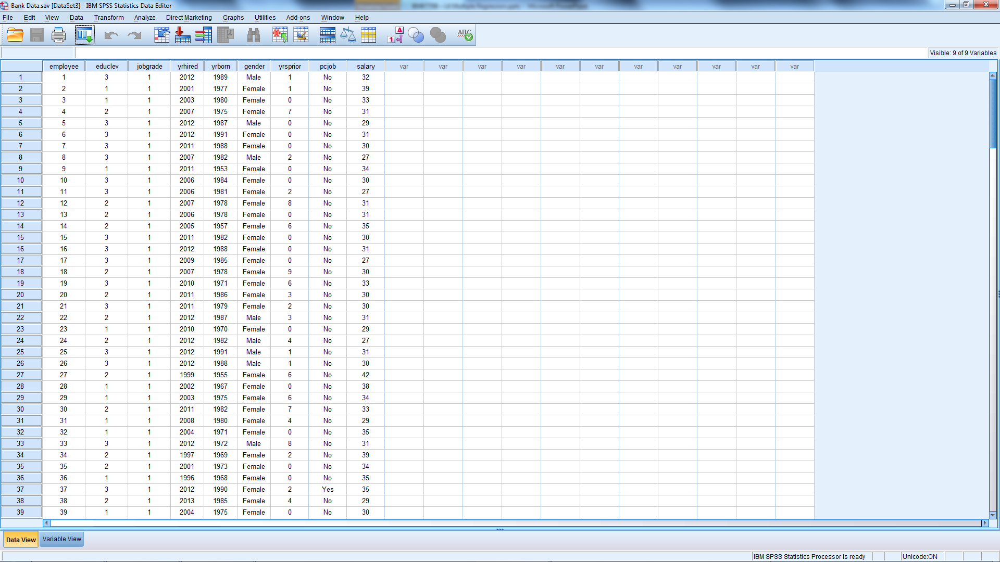 Bank Data.sav [DataSet3] - IBM SPSS Statistics Data Editor
File Edit View Data Transform Analyze Direct Marketing Graphs Utilities Add-ons Window Help
Visible: 9 of 9 Variables
employee educlev jobgrade yrhired yrborn gender yrsprior pcjob salary var var var var var var var var var var var
1 1 3 1 2012 1989 Male 1 No 32
2 2 1 1 2001 1977 Female 1 No 39
3 3 1 1 2003 1980 Female 0 No 33
4 4 2 1 2007 1975 Female 7 No 31
5 5 3 1 2012 1987 Male 0 No 29
6 6 3 1 2012 1991 Female 0 No 31
7 7 3 1 2011 1988 Female 0 No 30
8 8 3 1 2007 1982 Male 2 No 27
9 9 1 1 2011 1953 Female 0 No 34
10 10 3 1 2006 1984 Female 0 No 30
11 11 3 1 2006 1981 Female 2 No 27
12 12 2 1 2007 1978 Female 8 No 31
13 13 2 1 2006 1978 Female 0 No 31
14 14 2 1 2005 1957 Female 6 No 35
15 15 3 1 2011 1982 Female 0 No 30
16 16 3 1 2012 1988 Female 0 No 31
17 17 3 1 2009 1985 Female 0 No 27
18 18 2 1 2007 1978 Female 9 No 30
19 19 3 1 2010 1971 Female 6 No 33
20 20 2 1 2011 1986 Female 3 No 30
21 21 3 1 2011 1979 Female 2 No 30
22 22 2 1 2012 1987 Male 3 No 31
23 23 1 1 2010 1970 Female 0 No 29
24 24 2 1 2012 1982 Male 4 No 27
25 25 3 1 2012 1991 Male 1 No 31
26 26 3 1 2012 1988 Male 1 No 30
27 27 2 1 1999 1955 Female 6 No 42
28 28 1 1 2002 1967 Female 0 No 38
29 29 1 1 2003 1975 Female 6 No 34
30 30 2 1 2011 1982 Female 7 No 33
31 31 1 1 2008 1980 Female 4 No 29
32 32 1 1 2004 1971 Female 0 No 35
33 33 3 1 2012 1972 Male 8 No 31
34 34 2 1 1997 1969 Female 2 No 39
35 35 2 1 2001 1973 Female 0 No 34
36 36 1 1 1996 1968 Female 0 No 35
37 37 3 1 2012 1990 Female 2 Yes 35
38 38 2 1 2013 1985 Female 4 No 29
39 39 1 1 2004 1975 Female 0 No 30
Data View Variable View
IBM SPSS Statistics Processor is ready Unicode:ON